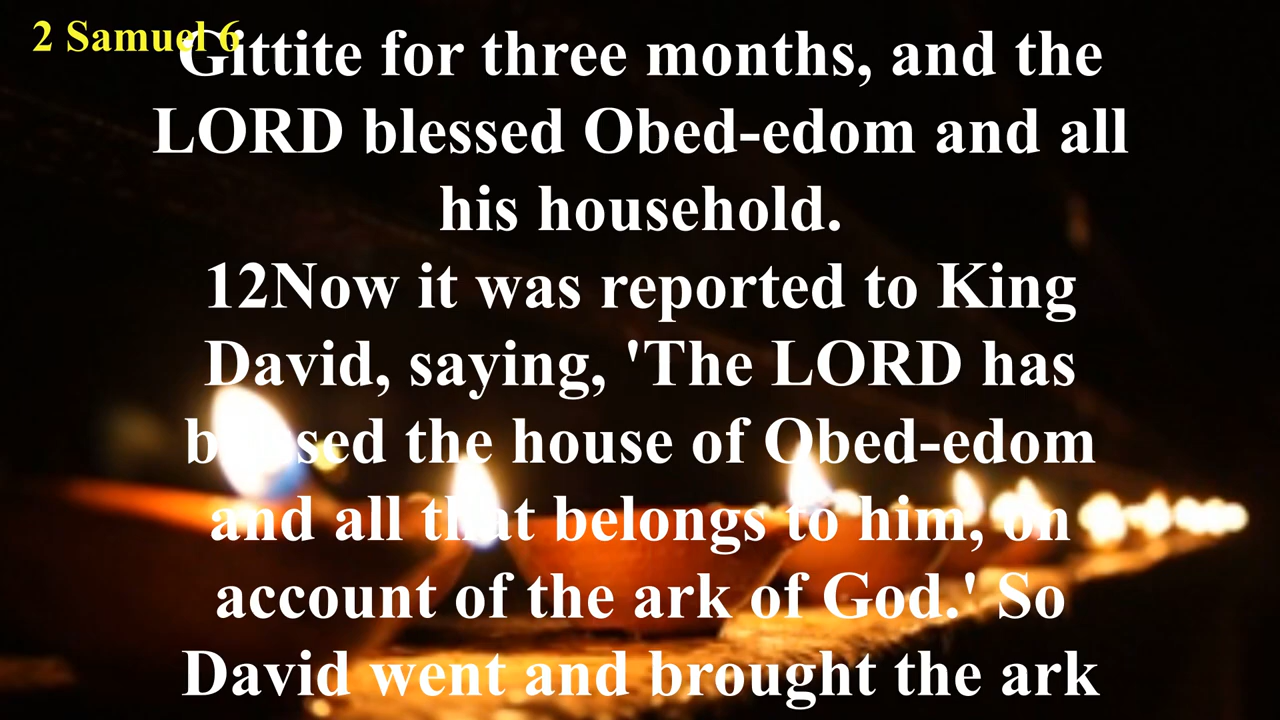 2 Samuel 6
Gittite for three months, and the
LORD blessed Obed-edom and all
his household.
12Now it was reported to King
David, saying, 'The LORD has
blessed the house of Obed-edom
and all that belongs to him, on
account of the ark of God.' So
David went and brought the ark